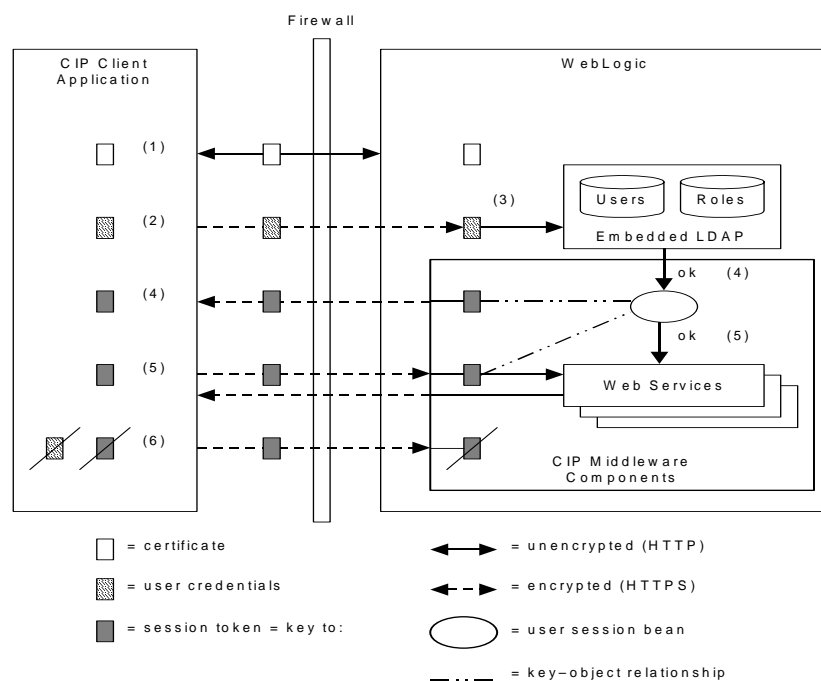 Firewall
CIP Client
Application
WebLogic
(1)
(2)
(3)
Users
Roles
Embedded LDAP
(4)
ok (4)
(5)
ok (5)
Web Services
(6)
CIP Middleware
Components
= certificate
= unencrypted (HTTP)
= user credentials
= encrypted (HTTPS)
= session token = key to:
= user session bean
= key–object relationship